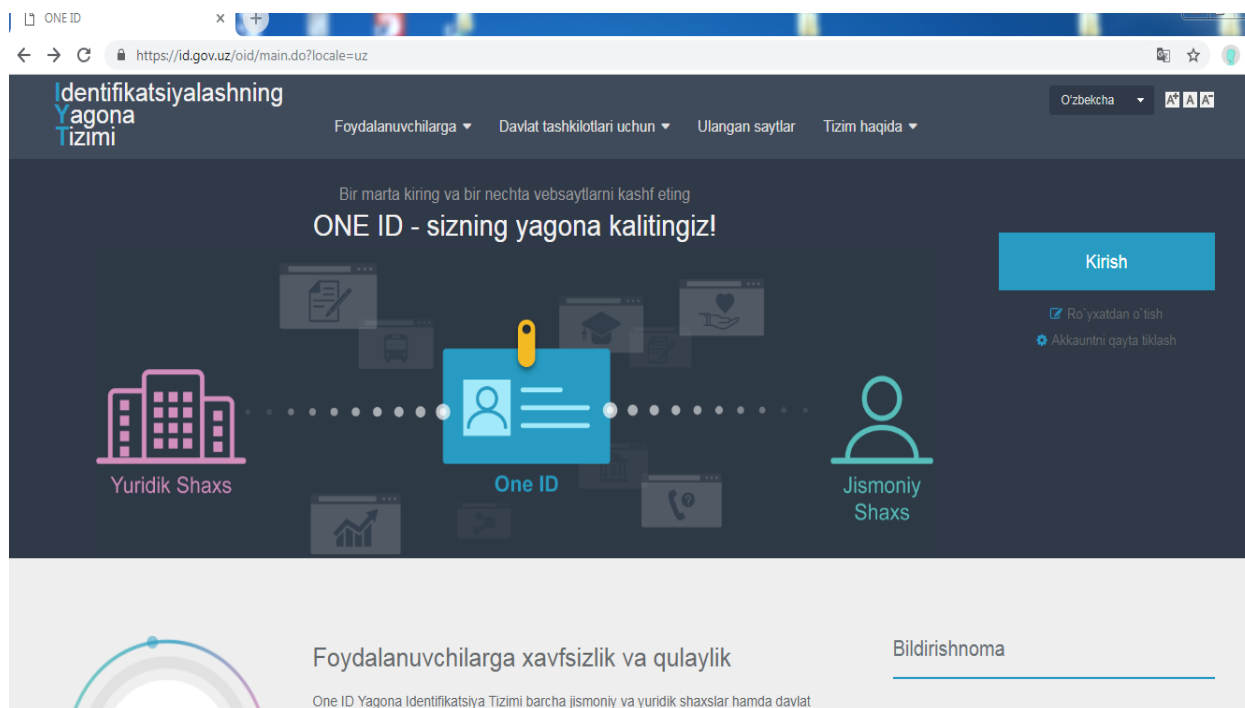 ONE ID
https://id.gov.uz/oid/main.do?locale=uz
Identifikatsiyalashning
Yagona
Tizimi
Foydalanuvchilarga
Davlat tashkilotlari uchun
Ulangan saytlar
Tizim haqida
O'zbekcha
A+ A A-
Bir marta kiring va bir nechta vebsaytlarni kashf eting
ONE ID - sizning yagona kalitingiz!
Kirish
Ro`yxatdan o`tish
Akkauntni qayta tiklash
Yuridik Shaxs
One ID
Jismoniy
Shaxs
Foydalanuvchilarga xavfsizlik va qulaylik
Bildirishnoma
One ID Yagona Identifikatsiya Tizimi barcha jismoniy va yuridik shaxslar hamda davlat